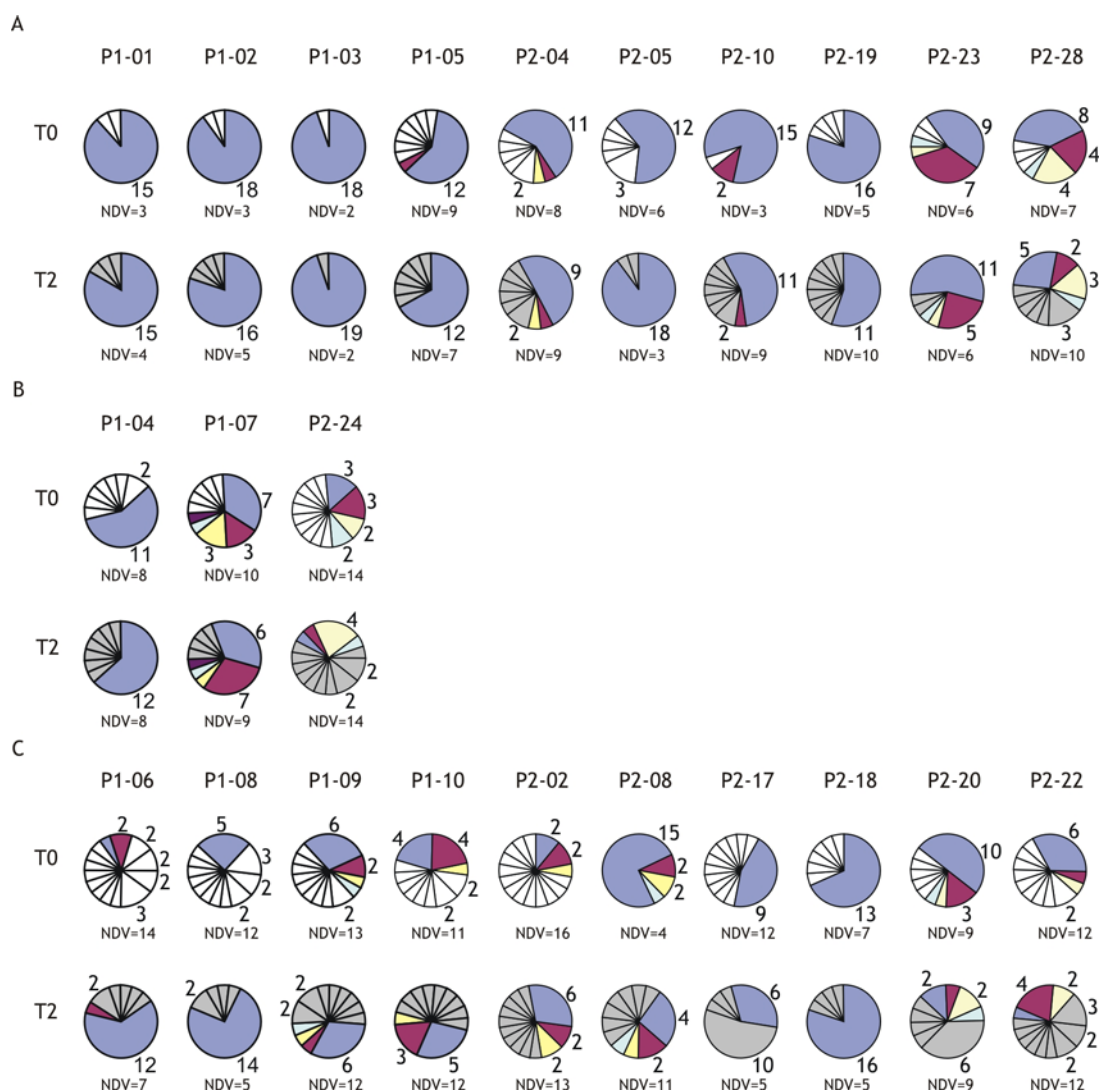 A
P1-01 P1-02 P1-03 P1-05 P2-04 P2-05 P2-10 P2-19 P2-23 P2-28
T0
15 18 18 12 2 11 3 12 2 15 16 7 9 4 4 8
NDV=3 NDV=3 NDV=2 NDV=9 NDV=8 NDV=6 NDV=3 NDV=5 NDV=6 NDV=7
T2
15 16 19 12 2 9 18 2 11 11 5 11 5 2 3 3
NDV=4 NDV=5 NDV=2 NDV=7 NDV=9 NDV=3 NDV=9 NDV=10 NDV=6 NDV=10
B
P1-04 P1-07 P2-24
T0
2 11 7 3 3 3 3 2 2
NDV=8 NDV=10 NDV=14
T2
12 6 7 4 2 2
NDV=8 NDV=9 NDV=14
C
P1-06 P1-08 P1-09 P1-10 P2-02 P2-08 P2-17 P2-18 P2-20 P2-22
T0
2 2 2 2 3 5 3 2 2 6 2 2 4 4 2 2 2 2 15 2 2 9 13 10 3 6 2
NDV=14 NDV=12 NDV=13 NDV=11 NDV=16 NDV=4 NDV=12 NDV=7 NDV=9 NDV=12
T2
2 12 2 14 2 2 6 3 5 6 2 2 4 2 6 10 16 2 2 6 4 2 3 2
NDV=7 NDV=5 NDV=12 NDV=12 NDV=13 NDV=11 NDV=5 NDV=5 NDV=9 NDV=12